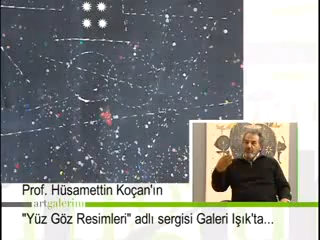 Prof. Hüsamettin Koçan'ın
artgalerim
"Yüz Göz Resimleri" adlı sergisi Galeri Işık'ta...